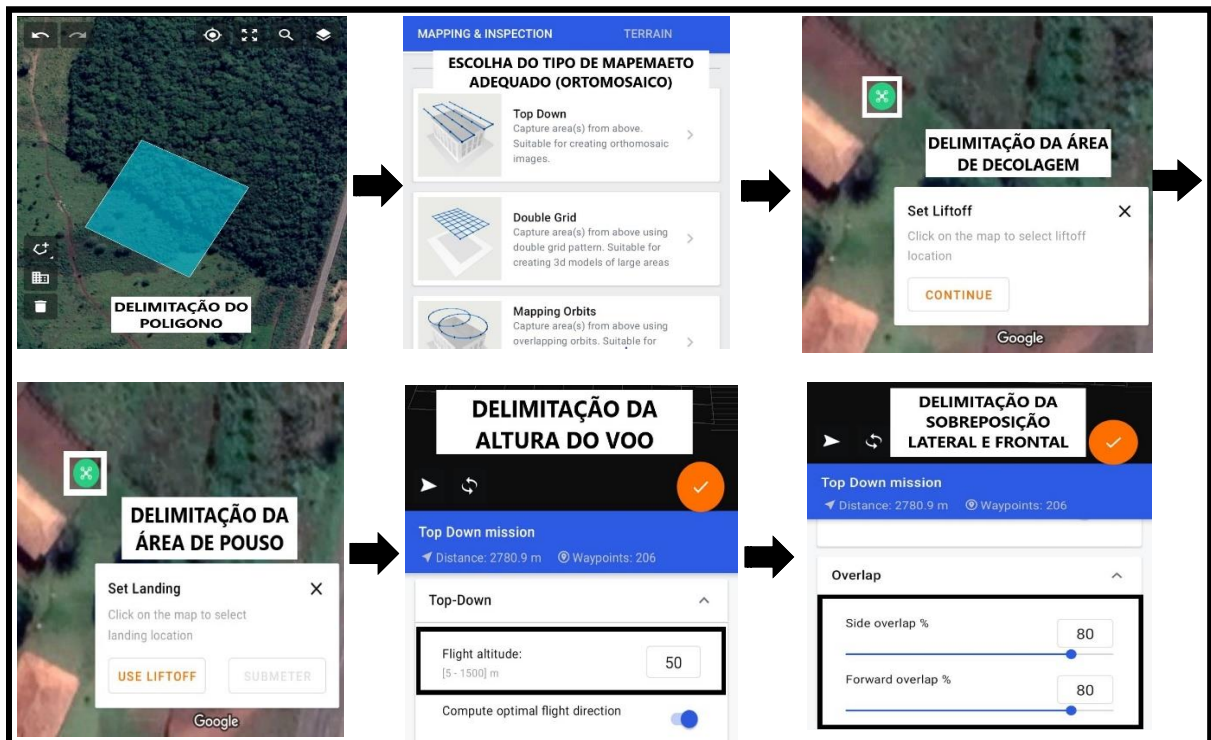 DELIMITAÇÃO DO
POLIGONO
MAPPING & INSPECTION
TERRAIN
ESCOLHA DO TIPO DE MAPEMAETO
ADEQUADO (ORTOMOSAICO)
Top Down
Capture area(s) from above.
Suitable for creating orthomosaic
images.
Double Grid
Capture area(s) from above using
double grid pattern. Suitable for
creating 3d models of large areas
Mapping Orbits
Capture area(s) from above using
overlapping orbits. Suitable for
DELIMITAÇÃO DA ÁREA
DE DECOLAGEM
Set Liftoff
Click on the map to select liftoff
location
CONTINUE
Google
DELIMITAÇÃO DA
ÁREA DE POUSO
Set Landing
Click on the map to select
landing location
USE LIFTOFF
SUBMETER
Google
DELIMITAÇÃO DA
ALTURA DO VOO
Top Down mission
Distance: 2780.9 m Waypoints: 206
Top-Down
Flight altitude:
[5 - 1500] m
50
Compute optimal flight direction
DELIMITAÇÃO DA
SOBREPOSIÇÃO
LATERAL E FRONTAL
Top Down mission
Distance: 2780.9 m Waypoints: 206
Overlap
Side overlap %
80
Forward overlap %
80